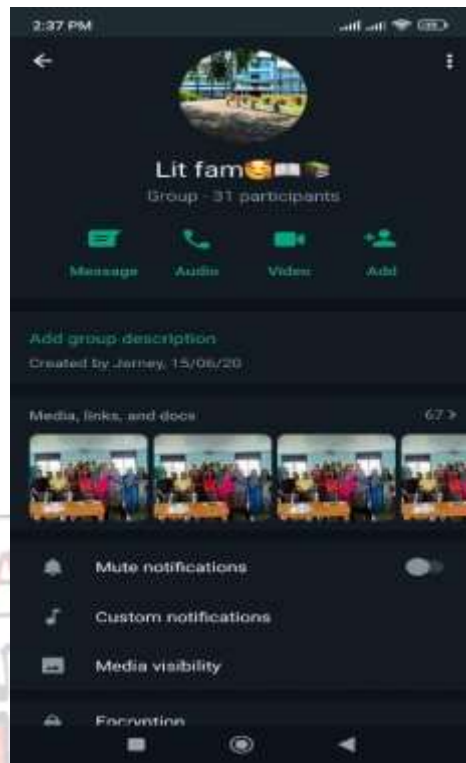 2:37 PM
Lit fam🥰📖📚
Group · 31 participants
Message Audio Video Add
Add group description
Created by Jerney, 15/06/20
Media, links, and docs 67 >
Mute notifications
Custom notifications
Media visibility
Encryption